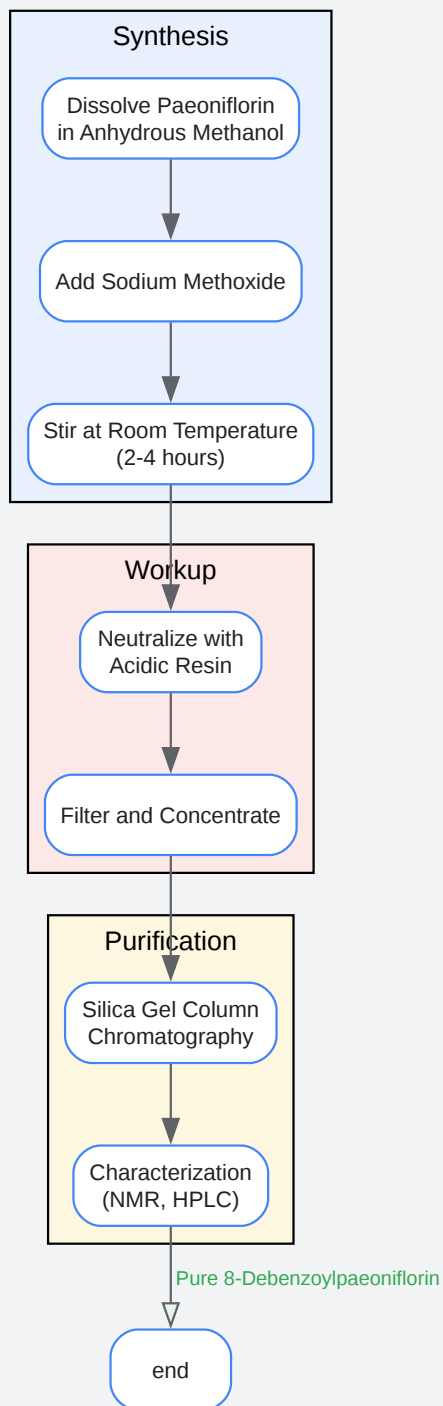 Synthesis
Dissolve Paeoniflorin
in Anhydrous Methanol
Add Sodium Methoxide
Stir at Room Temperature
(2-4 hours)
Workup
Neutralize with
Acidic Resin
Filter and Concentrate
Purification
Silica Gel Column
Chromatography
Characterization
(NMR, HPLC)
Pure 8-Debenzoylpaeoniflorin
end